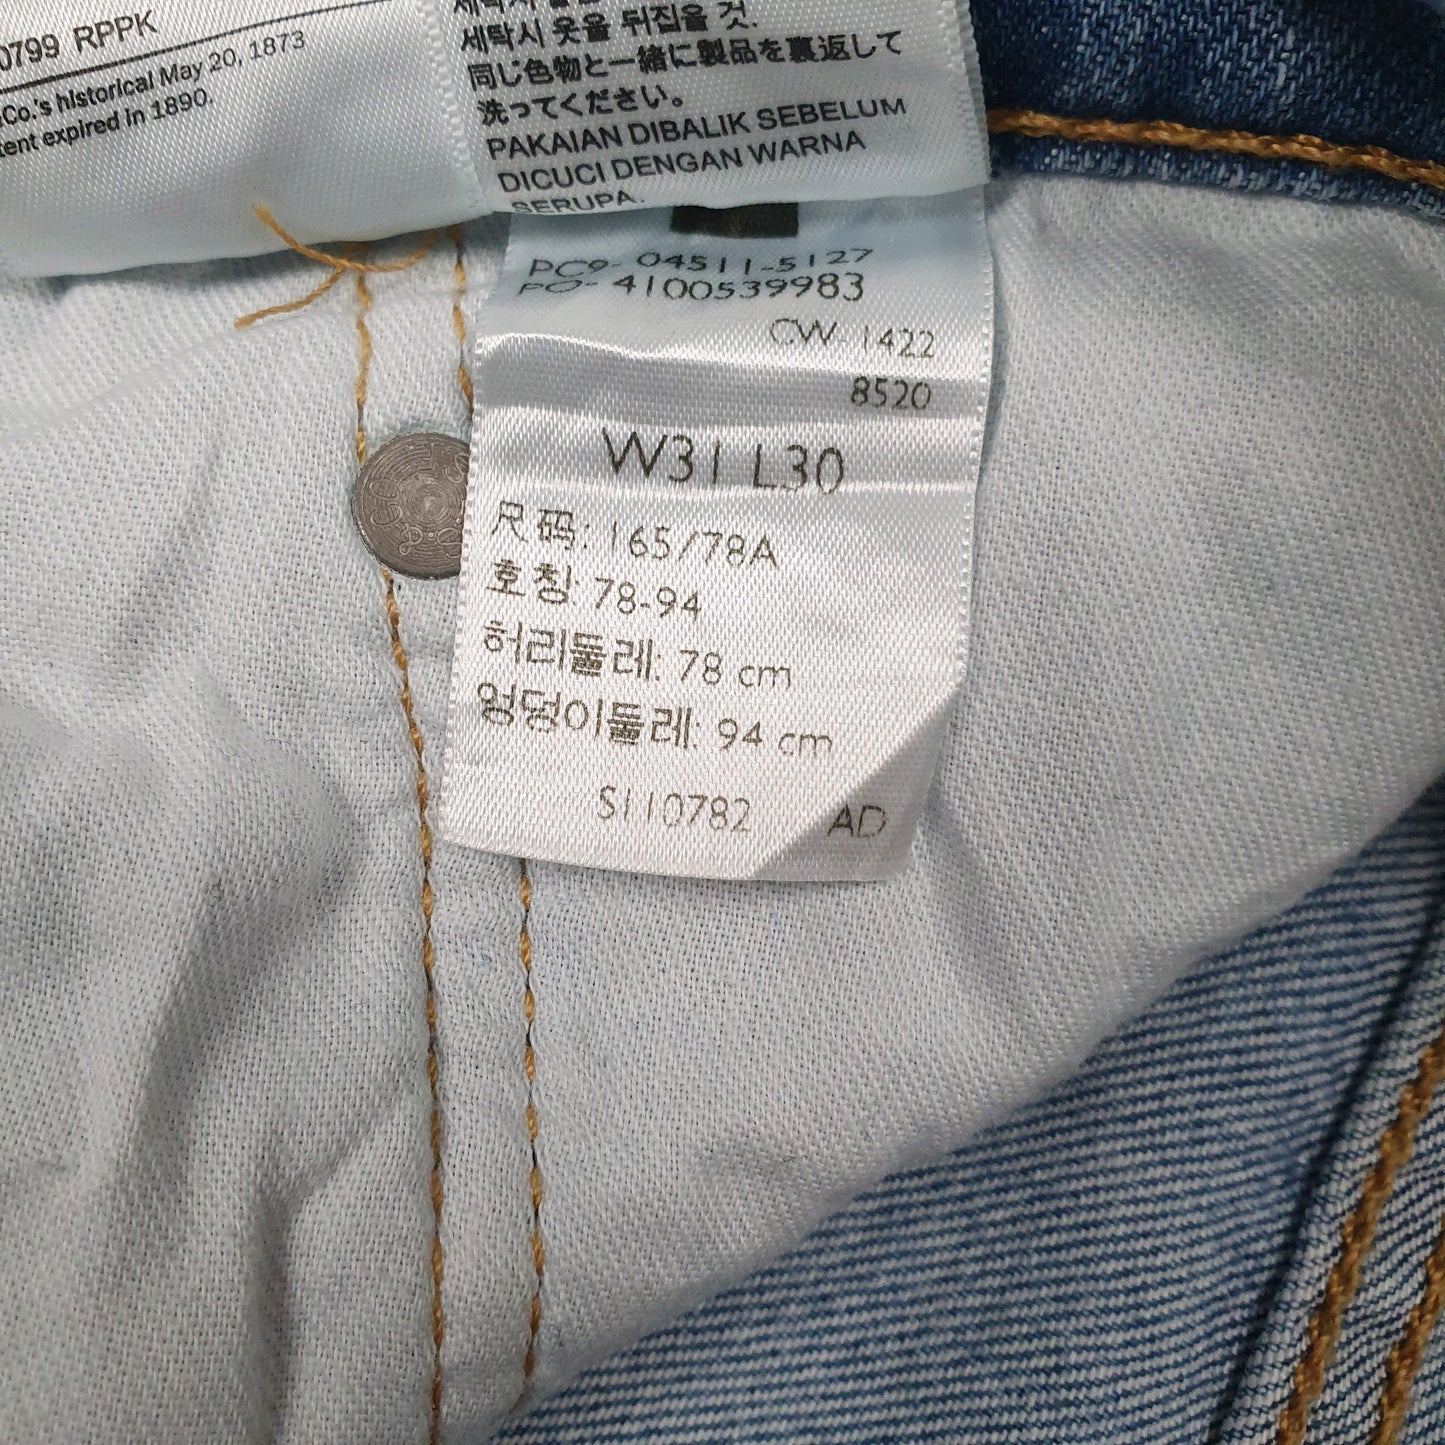 0799 RPPK
Co.'s historical May 20, 1873
tent expired in 1890.
세탁시 옷을 뒤집을 것.
同じ色物と一緒に製品を裏返して
洗ってください。
PAKAIAN DIBALIK SEBELUM
DICUCI DENGAN WARNA
SERUPA.
PC9- 04511-5127
PO- 4100539983
CW- 1422
8520
W31 L30
尺码: 165/78A
호칭: 78-94
허리둘레: 78 cm
엉덩이둘레: 94 cm
S110782 AD